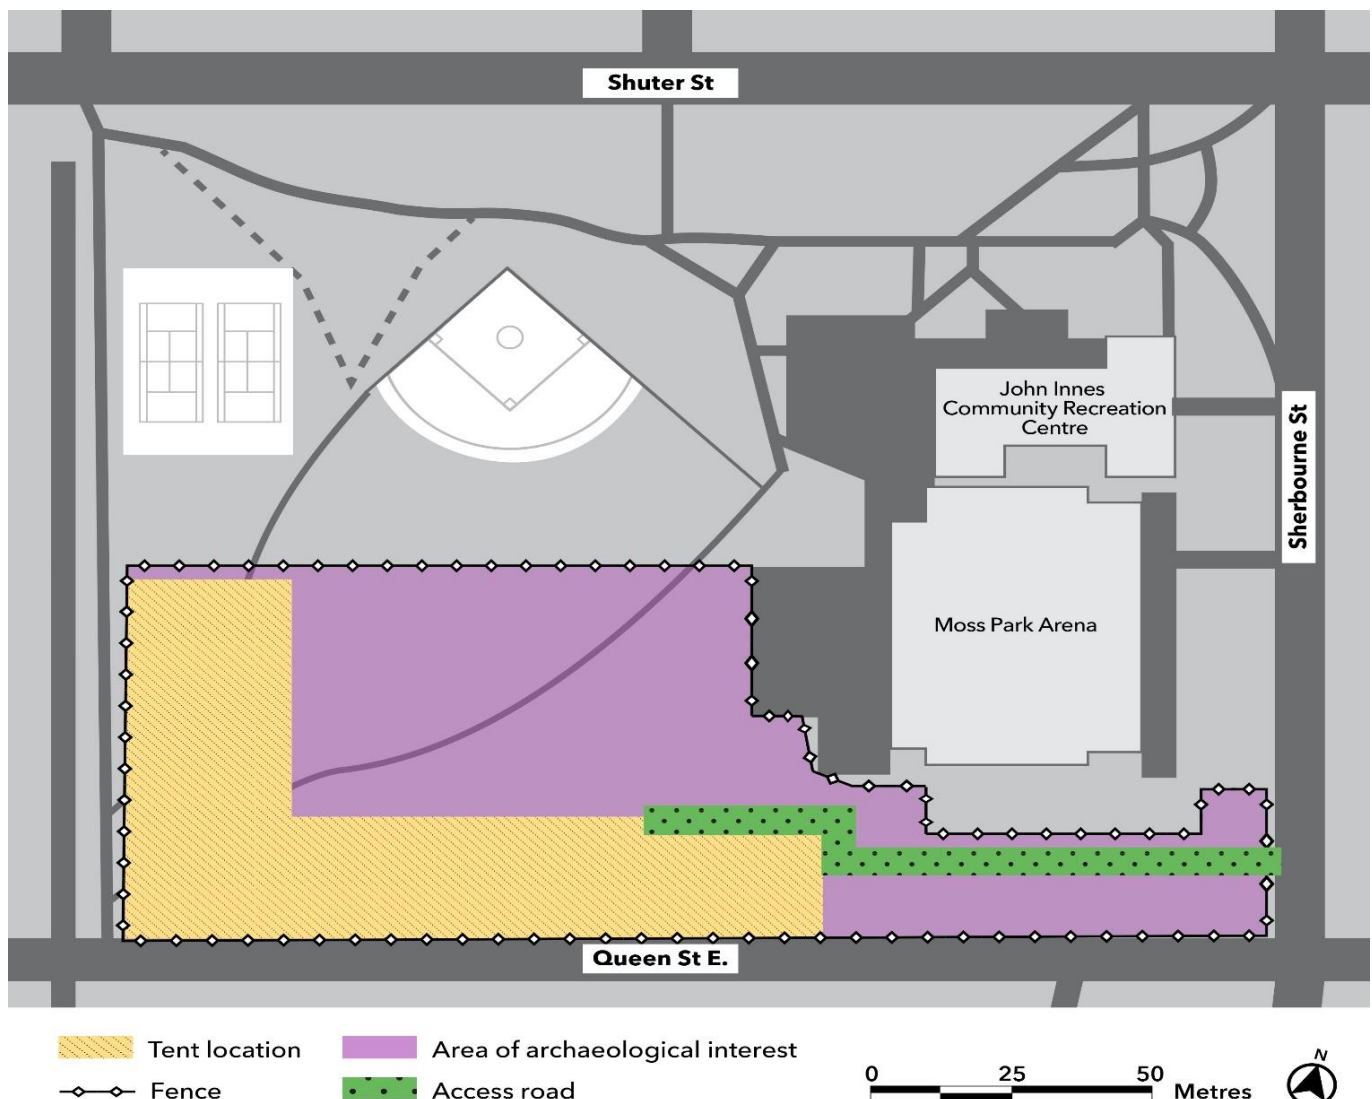 Shuter St
John Innes
Community Recreation
Centre
Sherbourne St
Moss Park Arena
Queen St E.
Tent location
Area of archaeological interest
Fence
Access road
0 25 50
Metres
N